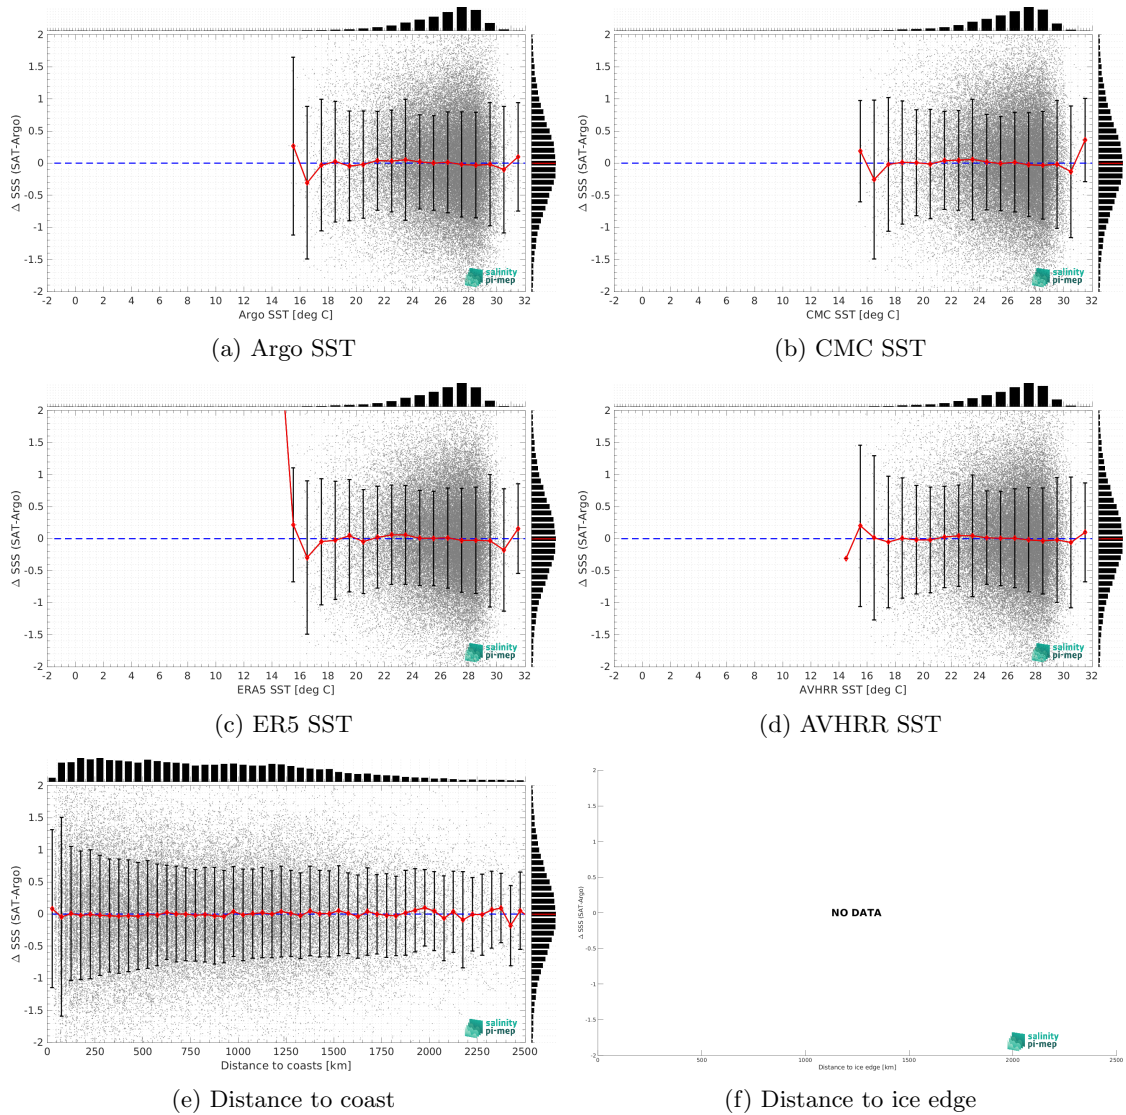 2
1.5
1
0.5
0
-0.5
-1
-1.5
-2
Δ SSS (SAT-Argo)
-2 0 2 4 6 8 10 12 14 16 18 20 22 24 26 28 30 32
Argo SST [deg C]
salinity
pi-mep
(a) Argo SST
2
1.5
1
0.5
0
-0.5
-1
-1.5
-2
Δ SSS (SAT-Argo)
-2 0 2 4 6 8 10 12 14 16 18 20 22 24 26 28 30 32
CMC SST [deg C]
salinity
pi-mep
(b) CMC SST
2
1.5
1
0.5
0
-0.5
-1
-1.5
-2
Δ SSS (SAT-Argo)
-2 0 2 4 6 8 10 12 14 16 18 20 22 24 26 28 30 32
ERA5 SST [deg C]
salinity
pi-mep
(c) ER5 SST
2
1.5
1
0.5
0
-0.5
-1
-1.5
-2
Δ SSS (SAT-Argo)
-2 0 2 4 6 8 10 12 14 16 18 20 22 24 26 28 30 32
AVHRR SST [deg C]
salinity
pi-mep
(d) AVHRR SST
2
1.5
1
0.5
0
-0.5
-1
-1.5
-2
Δ SSS (SAT-Argo)
0 250 500 750 1000 1250 1500 1750 2000 2250 2500
Distance to coasts [km]
salinity
pi-mep
(e) Distance to coast
2
1.5
1
0.5
0
-0.5
-1
-1.5
-2
Δ SSS (SAT-Argo)
NO DATA
0 500 1000 1500 2000 2500
Distance to ice edge [km]
salinity
pi-mep
(f) Distance to ice edge